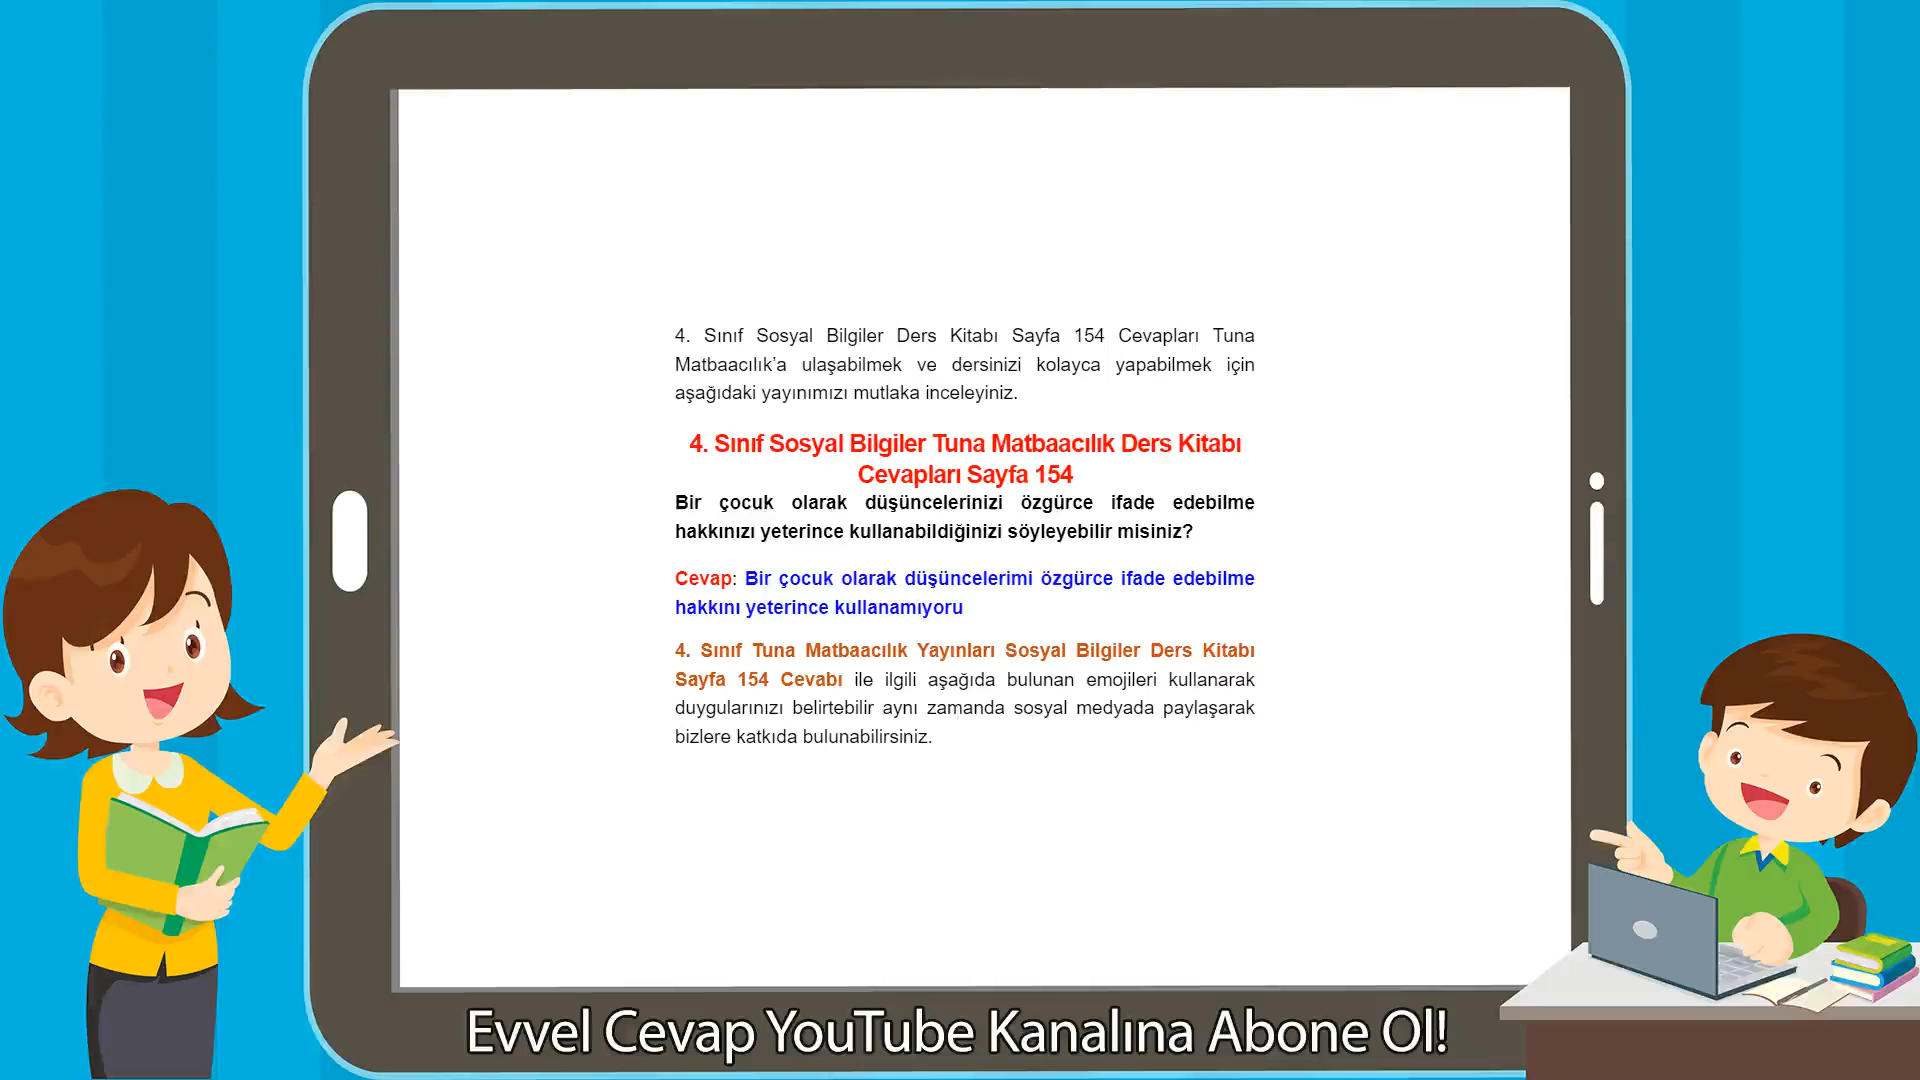 4. Sınıf Sosyal Bilgiler Ders Kitabı Sayfa 154 Cevapları Tuna
Matbaacılık’a ulaşabilmek ve dersinizi kolayca yapabilmek için
aşağıdaki yayınımızı mutlaka inceleyiniz.
4. Sınıf Sosyal Bilgiler Tuna Matbaacılık Ders Kitabı
Cevapları Sayfa 154
Bir çocuk olarak düşüncelerinizi özgürce ifade edebilme
hakkınızı yeterince kullanabildiğinizi söyleyebilir misiniz?
Cevap: Bir çocuk olarak düşüncelerimi özgürce ifade edebilme
hakkını yeterince kullanamıyoru
4. Sınıf Tuna Matbaacılık Yayınları Sosyal Bilgiler Ders Kitabı
Sayfa 154 Cevabı ile ilgili aşağıda bulunan emojileri kullanarak
duygularınızı belirtebilir aynı zamanda sosyal medyada paylaşarak
bizlere katkıda bulunabilirsiniz.
Evvel Cevap YouTube Kanalına Abone Ol!